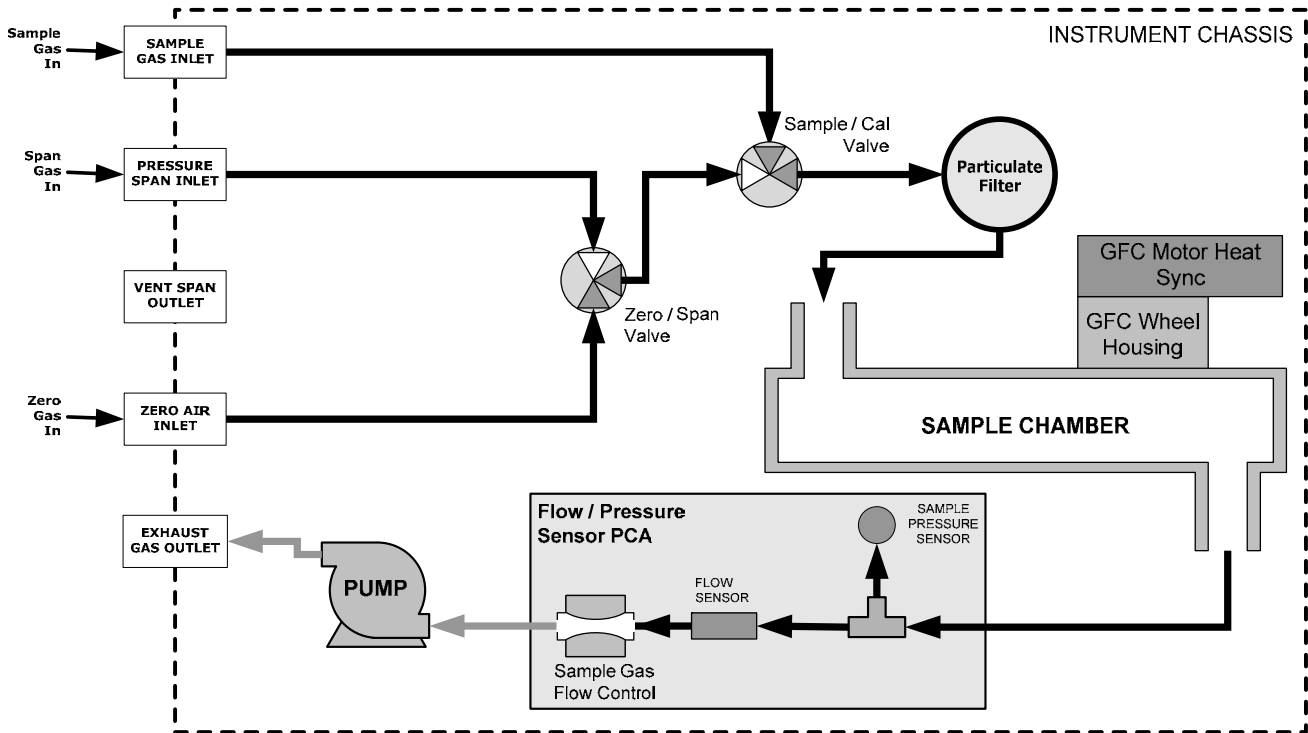 INSTRUMENT CHASSIS
Sample
Gas
In
SAMPLE
GAS INLET
Sample / Cal
Valve
Span
Gas
In
PRESSURE
SPAN INLET
Particulate
Filter
GFC Motor Heat
Sync
VENT SPAN
OUTLET
Zero / Span
Valve
GFC Wheel
Housing
Zero
Gas
In
ZERO AIR
INLET
SAMPLE CHAMBER
EXHAUST
GAS OUTLET
Flow / Pressure
Sensor PCA
SAMPLE
PRESSURE
SENSOR
PUMP
FLOW
SENSOR
Sample Gas
Flow Control